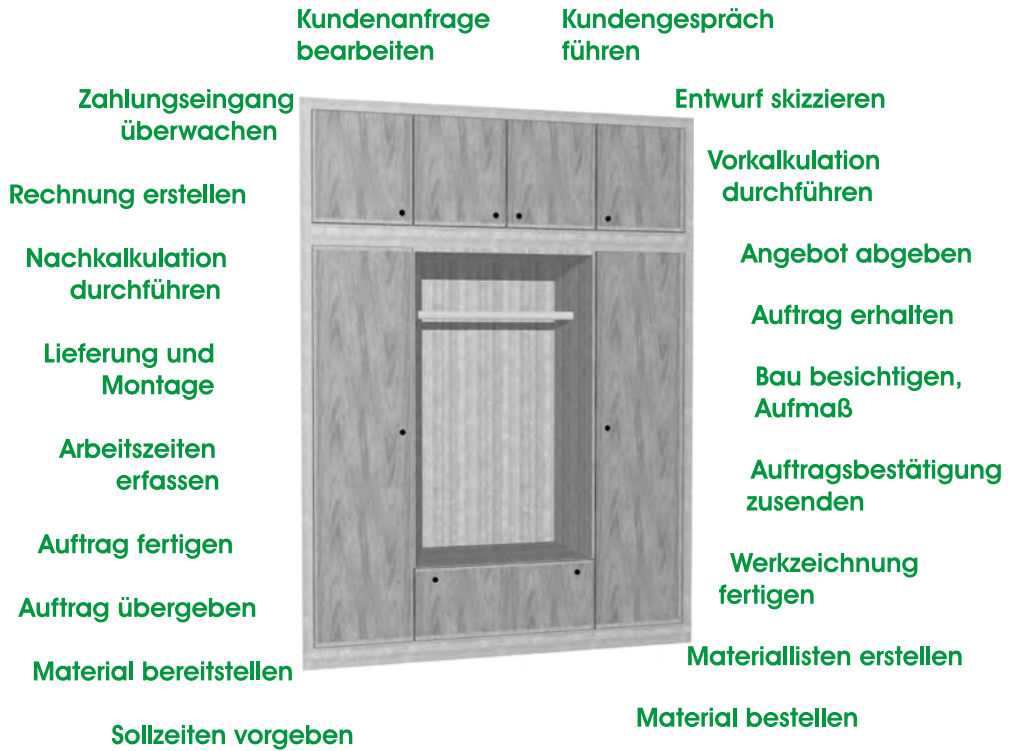 Kundenanfrage
bearbeiten
Kundengespräch
führen
Entwurf skizzieren
Vorkalkulation
durchführen
Angebot abgeben
Auftrag erhalten
Bau besichtigen,
Aufmaß
Auftragsbestätigung
zusenden
Werkzeichnung
fertigen
Materiallisten erstellen
Material bestellen
Sollzeiten vorgeben
Material bereitstellen
Auftrag übergeben
Auftrag fertigen
Arbeitszeiten
erfassen
Lieferung und
Montage
Nachkalkulation
durchführen
Rechnung erstellen
Zahlungseingang
überwachen